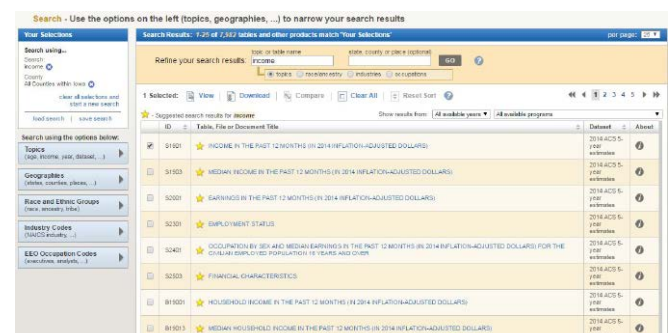 Search - Use the options on the left (topics, geographies, ...) to narrow your search results
Your Selections
Search using...
Search:
income
County
All Counties within Iowa
clear all selections and
start a new search
load search | save search
Search using the options below:
Topics
(age, income, year, dataset, ...)
Geographies
(states, counties, places, ...)
Race and Ethnic Groups
(race, ancestry, tribe)
Industry Codes
(NAICS industry, ...)
EEO Occupation Codes
(executives, analysts, ...)
Search Results: 1-25 of 7,982 tables and other products match 'Your Selections'
per page: 25
topic or table name
state, county or place (optional)
Refine your search results: income GO
topics race/ancestry industries occupations
1 Selected: View Download Compare Clear All Reset Sort 1 2 3 4 5
- Suggested search results for income Show results from: All available years All available programs
ID Table, File or Document Title Dataset About
S1901 INCOME IN THE PAST 12 MONTHS (IN 2014 INFLATION-ADJUSTED DOLLARS) 2014 ACS 5-year estimates
S1903 MEDIAN INCOME IN THE PAST 12 MONTHS (IN 2014 INFLATION-ADJUSTED DOLLARS) 2014 ACS 5-year estimates
S2001 EARNINGS IN THE PAST 12 MONTHS (IN 2014 INFLATION-ADJUSTED DOLLARS) 2014 ACS 5-year estimates
S2301 EMPLOYMENT STATUS 2014 ACS 5-year estimates
S2401 OCCUPATION BY SEX AND MEDIAN EARNINGS IN THE PAST 12 MONTHS (IN 2014 INFLATION-ADJUSTED DOLLARS) FOR THE CIVILIAN EMPLOYED POPULATION 16 YEARS AND OVER 2014 ACS 5-year estimates
S2503 FINANCIAL CHARACTERISTICS 2014 ACS 5-year estimates
B19001 HOUSEHOLD INCOME IN THE PAST 12 MONTHS (IN 2014 INFLATION-ADJUSTED DOLLARS) 2014 ACS 5-year estimates
B19013 MEDIAN HOUSEHOLD INCOME IN THE PAST 12 MONTHS (IN 2014 INFLATION-ADJUSTED DOLLARS) 2014 ACS 5-year